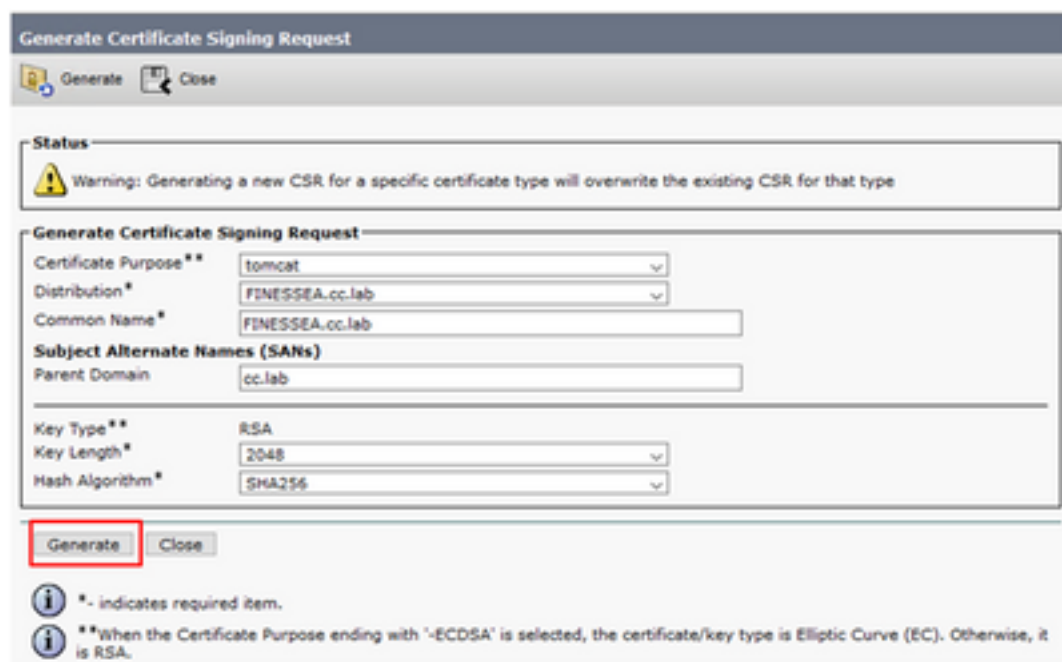 Generate Certificate Signing Request
Generate Close
Status
Warning: Generating a new CSR for a specific certificate type will overwrite the existing CSR for that type
Generate Certificate Signing Request
Certificate Purpose** tomcat
Distribution* FINESSEA.cc.lab
Common Name* FINESSEA.cc.lab
Subject Alternate Names (SANs)
Parent Domain cc.lab
Key Type** RSA
Key Length* 2048
Hash Algorithm* SHA256
Generate Close
*- indicates required item.
**When the Certificate Purpose ending with '-ECDSA' is selected, the certificate/key type is Elliptic Curve (EC). Otherwise, it
is RSA.